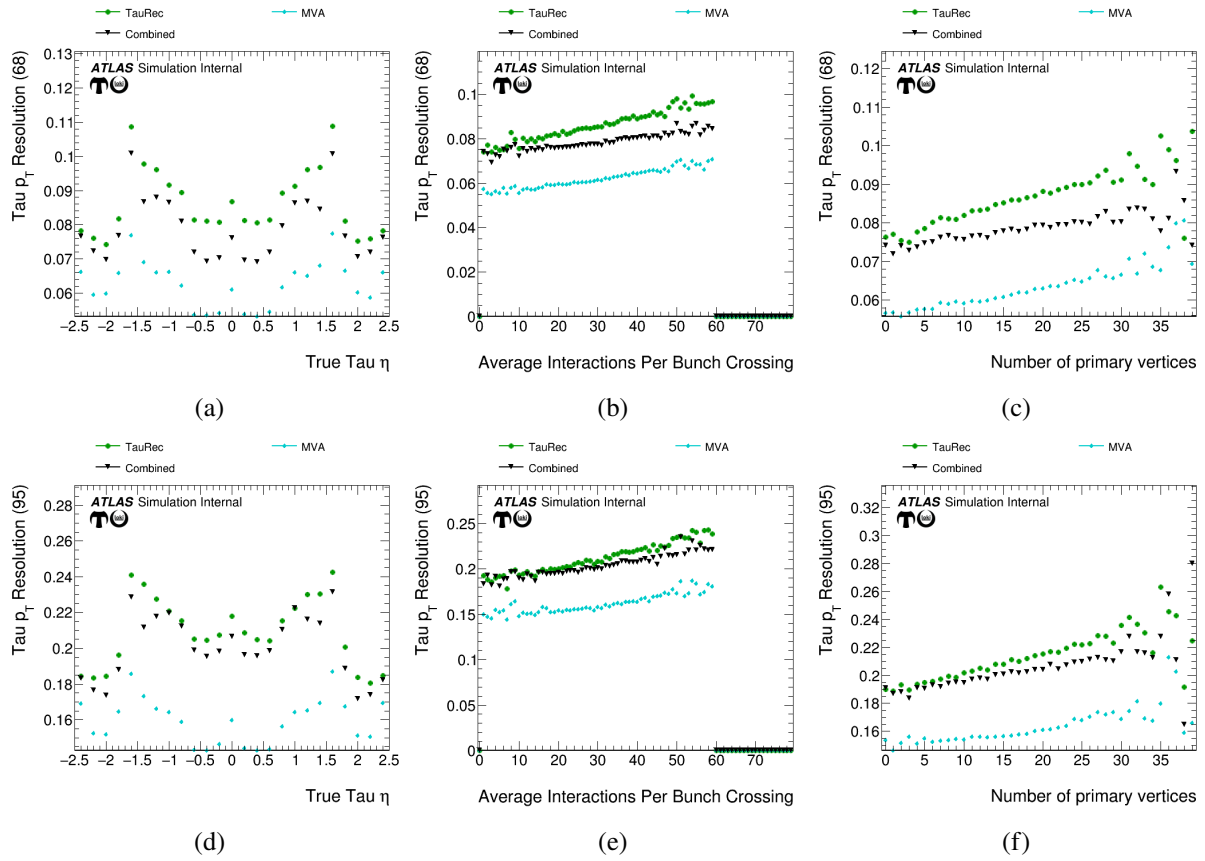 TauRec
MVA
Combined
ATLAS Simulation Internal
Tau pT Resolution (68)
0.13
0.12
0.11
0.1
0.09
0.08
0.07
0.06
−2.5 −2 −1.5 −1 −0.5 0 0.5 1 1.5 2 2.5
True Tau η
(a)
TauRec
MVA
Combined
ATLAS Simulation Internal
Tau pT Resolution (68)
0.1
0.08
0.06
0.04
0.02
0
0 10 20 30 40 50 60 70
Average Interactions Per Bunch Crossing
(b)
TauRec
MVA
Combined
ATLAS Simulation Internal
Tau pT Resolution (68)
0.12
0.11
0.1
0.09
0.08
0.07
0.06
0 5 10 15 20 25 30 35
Number of primary vertices
(c)
TauRec
MVA
Combined
ATLAS Simulation Internal
Tau pT Resolution (95)
0.28
0.26
0.24
0.22
0.2
0.18
0.16
−2.5 −2 −1.5 −1 −0.5 0 0.5 1 1.5 2 2.5
True Tau η
(d)
TauRec
MVA
Combined
ATLAS Simulation Internal
Tau pT Resolution (95)
0.25
0.2
0.15
0.1
0.05
0
0 10 20 30 40 50 60 70
Average Interactions Per Bunch Crossing
(e)
TauRec
MVA
Combined
ATLAS Simulation Internal
Tau pT Resolution (95)
0.32
0.3
0.28
0.26
0.24
0.22
0.2
0.18
0.16
0 5 10 15 20 25 30 35
Number of primary vertices
(f)